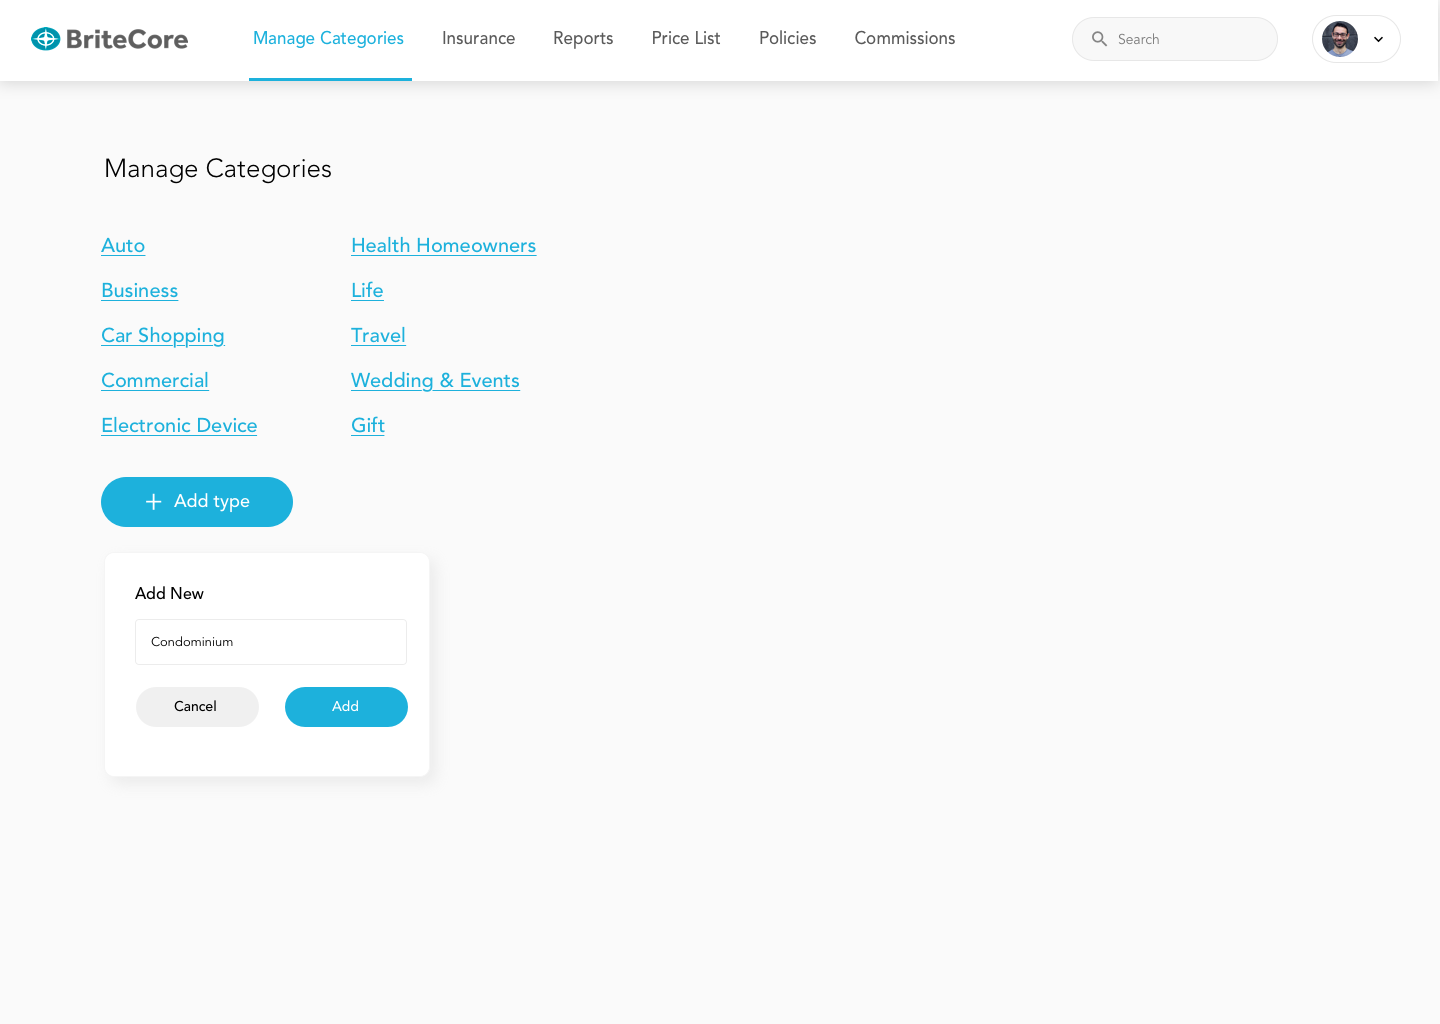 BriteCore
Manage Categories
Insurance
Reports
Price List
Policies
Commissions
Search
Manage Categories
Auto
Business
Car Shopping
Commercial
Electronic Device
Health Homeowners
Life
Travel
Wedding & Events
Gift
Add type
Add New
Condominium
Cancel
Add